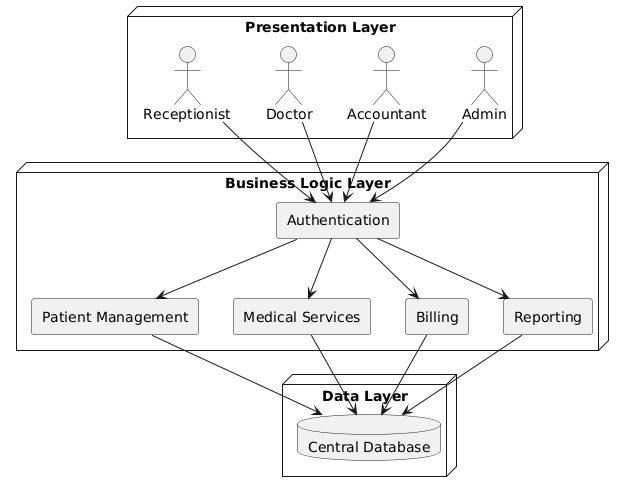 Presentation Layer
Receptionist Doctor Accountant Admin
Business Logic Layer
Authentication
Patient Management Medical Services Billing Reporting
Data Layer
Central Database